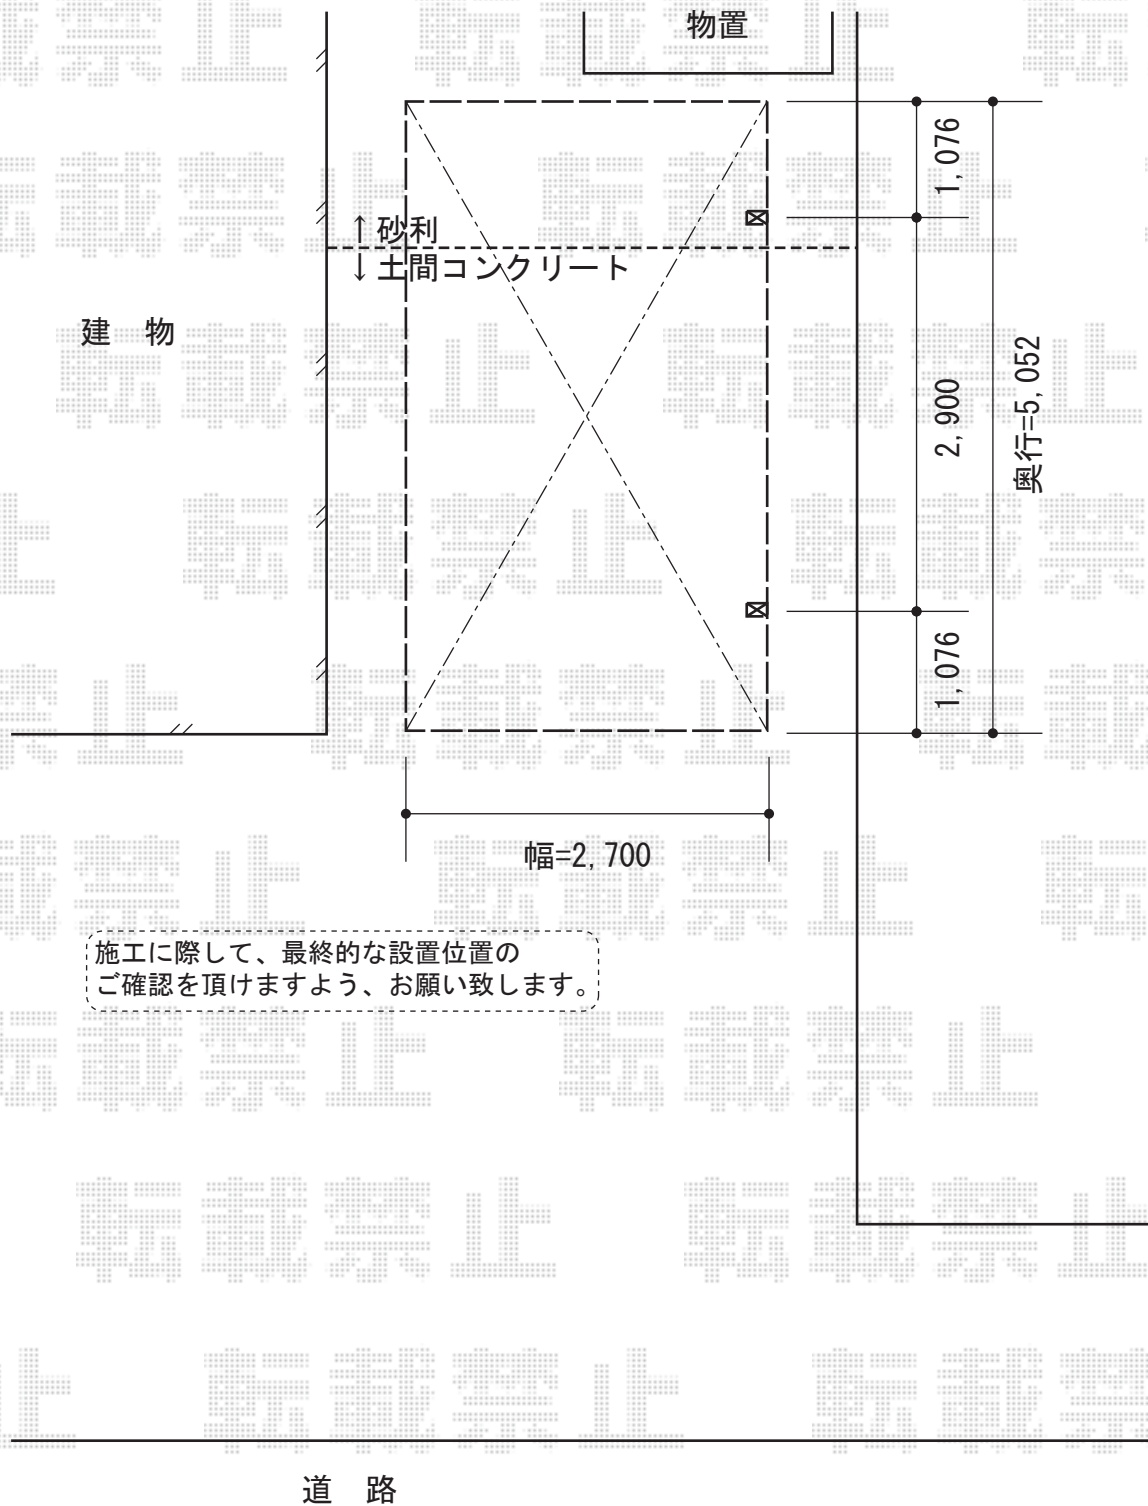 物置
1,076
↑砂利
↓土間コンクリート
建 物
2,900
奥行=5,052
1,076
幅=2,700
施工に際して、最終的な設置位置の
ご確認を頂けますよう、お願い致します。
道 路
転載禁止